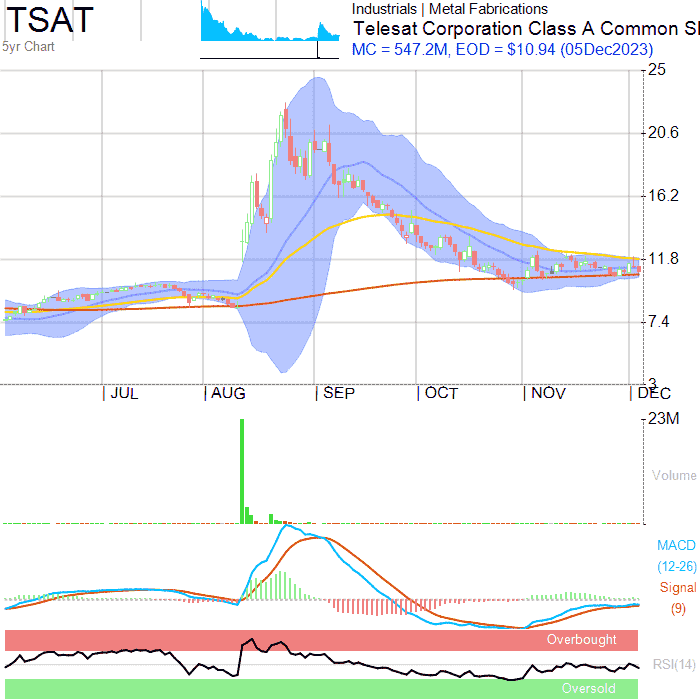 TSAT
5yr Chart
Industrials | Metal Fabrications
Telesat Corporation Class A Common
MC = 547.2M, EOD = $10.94 (05Dec2023)
25
20.6
16.2
11.8
7.4
3
JUL AUG SEP OCT NOV DEC
23M
Volume
MACD
(12-26)
Signal
(9)
Overbought
RSI(14)
Oversold